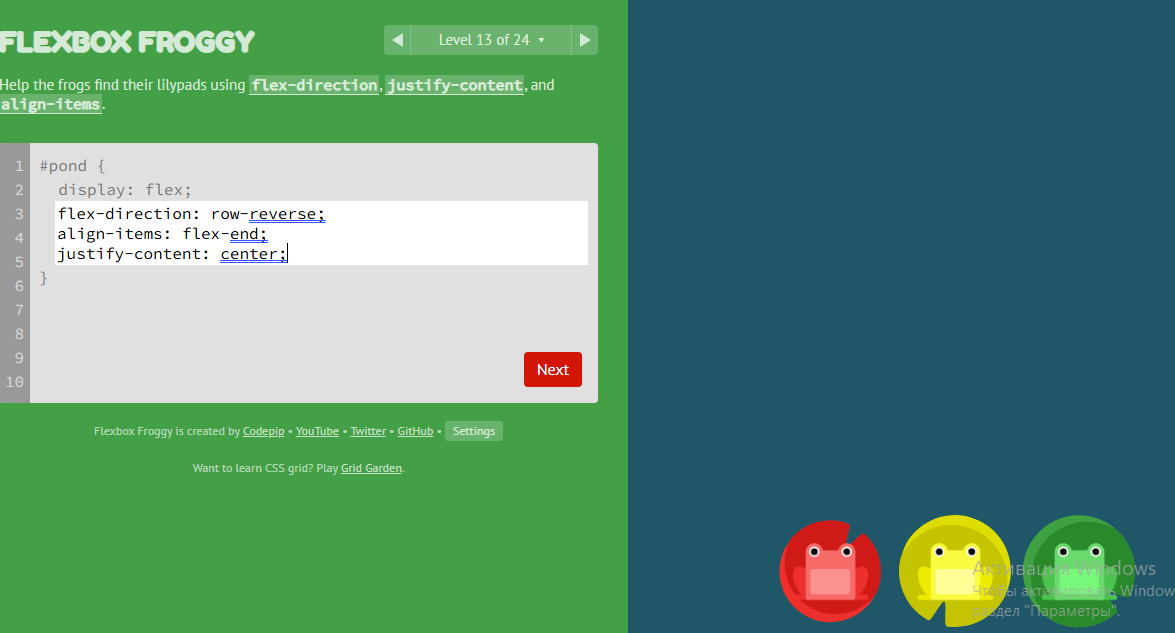 FLEXBOX FROGGY
◀ Level 13 of 24 ▾ ▶
Help the frogs find their lilypads using flex-direction, justify-content, and
align-items.
1 #pond {
2 display: flex;
3 flex-direction: row-reverse;
4 align-items: flex-end;
5 justify-content: center;
6 }
7
8
9
10
Next
Flexbox Froggy is created by Codepip • YouTube • Twitter • GitHub • Settings
Want to learn CSS grid? Play Grid Garden.
Активация Windows
Чтобы активировать Window
раздел "Параметры".